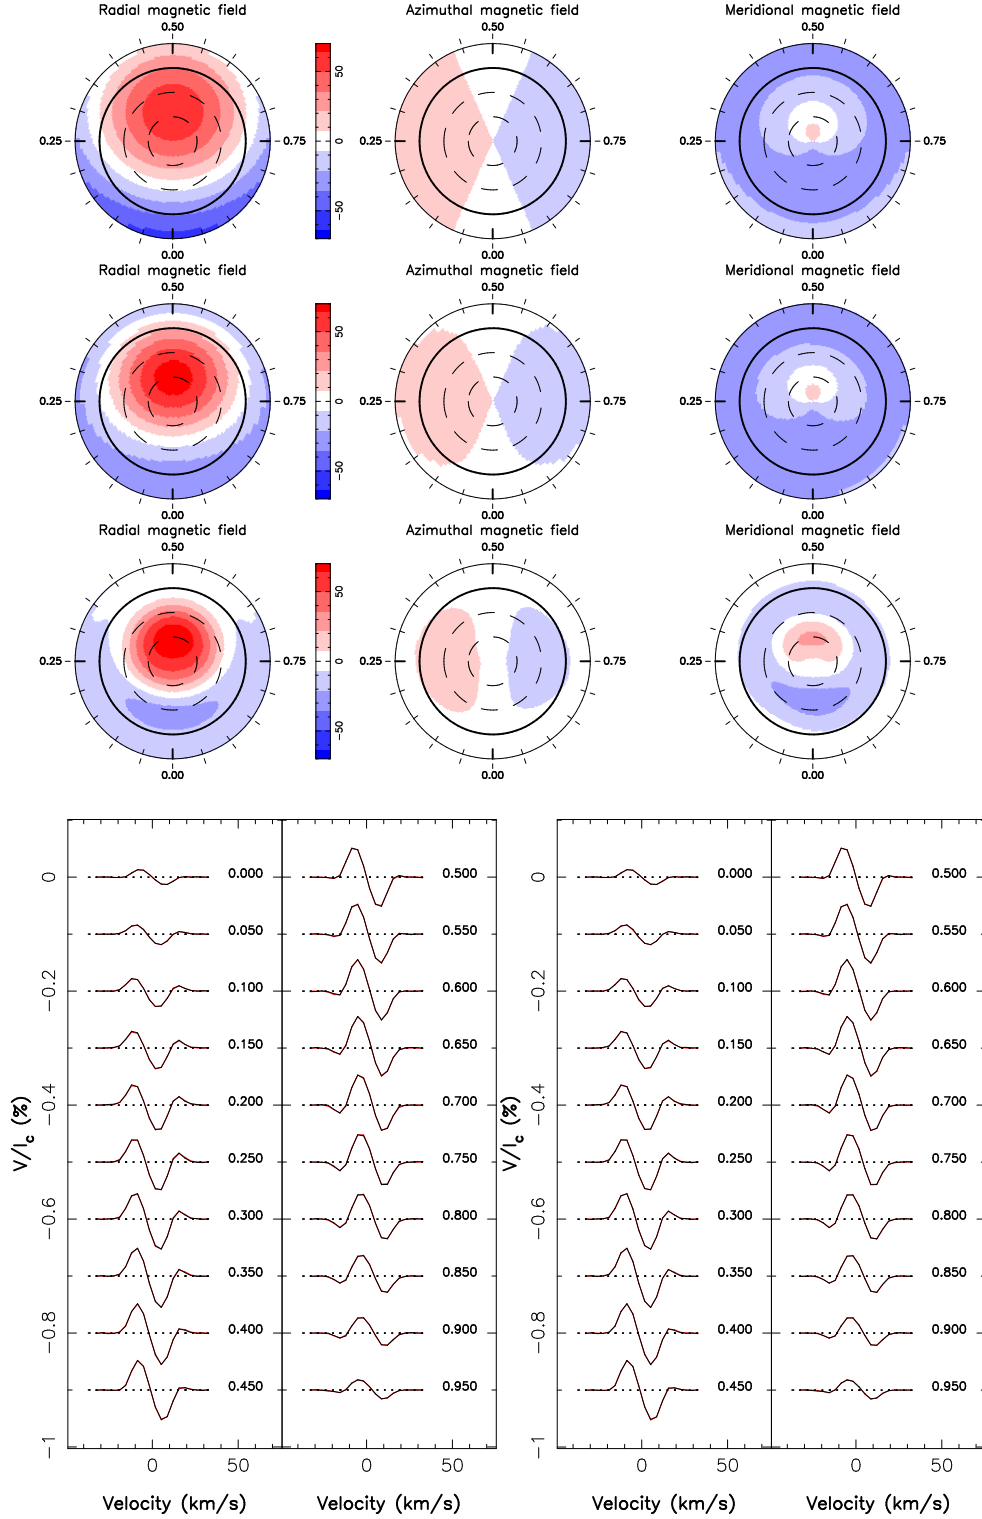 Radial magnetic field Azimuthal magnetic field Meridional magnetic field
0.50 0.50 0.50
50
0.25 0.75 0 0.25 0.75 0.25 0.75
−50
0.00 0.00 0.00
Radial magnetic field Azimuthal magnetic field Meridional magnetic field
0.50 0.50 0.50
50
0.25 0.75 0 0.25 0.75 0.25 0.75
−50
0.00 0.00 0.00
Radial magnetic field Azimuthal magnetic field Meridional magnetic field
0.50 0.50 0.50
50
0.25 0.75 0 0.25 0.75 0.25 0.75
−50
0.00 0.00 0.00
0 0.000 0.500 0 0.000 0.500
0.050 0.550 0.050 0.550
−0.2 0.100 0.600 −0.2 0.100 0.600
0.150 0.650 0.150 0.650
−0.4 0.200 0.700 −0.4 0.200 0.700
V/Ic (%) V/Ic (%)
0.250 0.750 0.250 0.750
−0.6 0.300 0.800 −0.6 0.300 0.800
0.350 0.850 0.350 0.850
−0.8 0.400 0.900 −0.8 0.400 0.900
0.450 0.950 0.450 0.950
−1 −1
0 50 0 50 0 50 0 50
Velocity (km/s) Velocity (km/s) Velocity (km/s) Velocity (km/s)